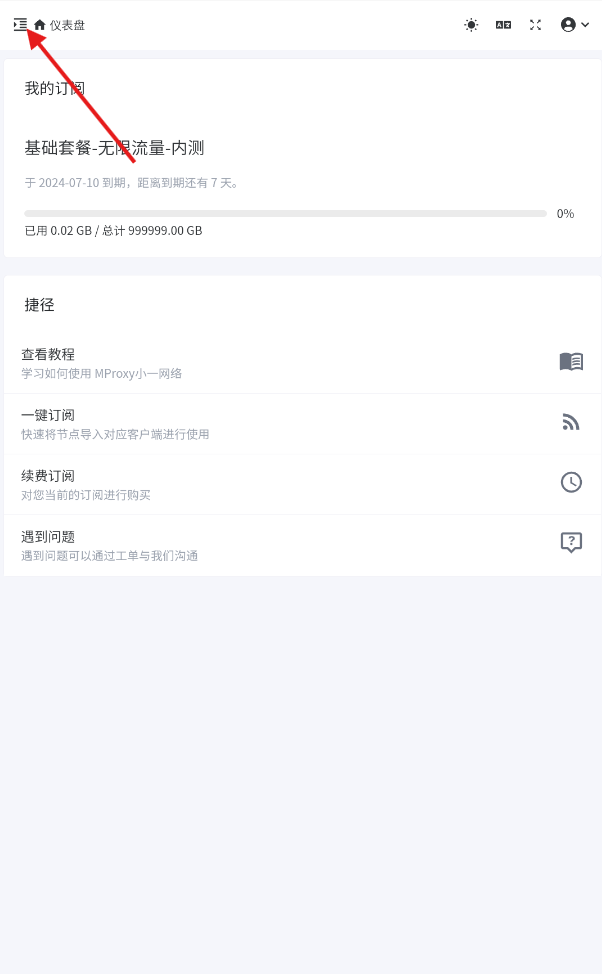 仪表盘
我的订阅
基础套餐-无限流量-内测
于 2024-07-10 到期，距离到期还有 7 天。
0%
已用 0.02 GB / 总计 999999.00 GB
捷径
查看教程
学习如何使用 MProxy小一网络
一键订阅
快速将节点导入对应客户端进行使用
续费订阅
对您当前的订阅进行购买
遇到问题
遇到问题可以通过工单与我们沟通